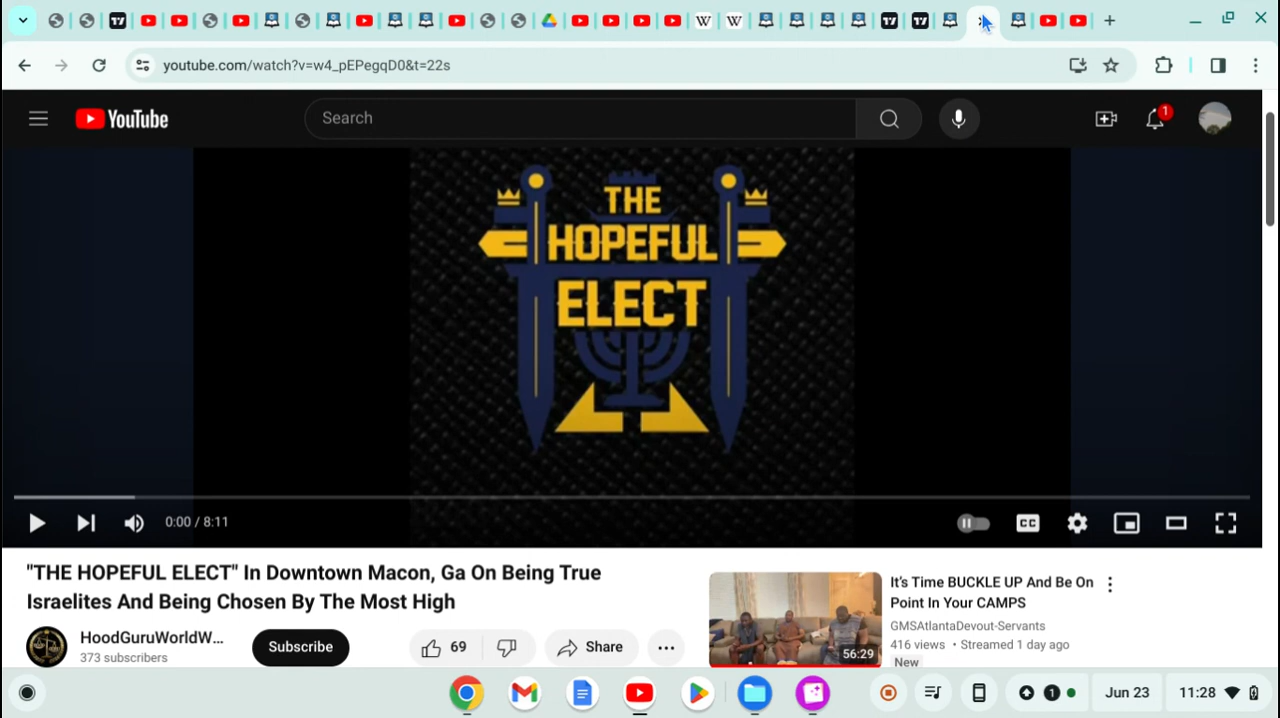 youtube.com/watch?v=w4_pEPegqD0&t=22s
YouTube
Search
1
THE
HOPEFUL
ELECT
0:00 / 8:11
CC
"THE HOPEFUL ELECT" In Downtown Macon, Ga On Being True
Israelites And Being Chosen By The Most High
HoodGuruWorldW...
373 subscribers
Subscribe
69
Share
It's Time BUCKLE UP And Be On
Point In Your CAMPS
GMSAtlantaDevout-Servants
416 views • Streamed 1 day ago
New
56:29
1
Jun 23
11:28